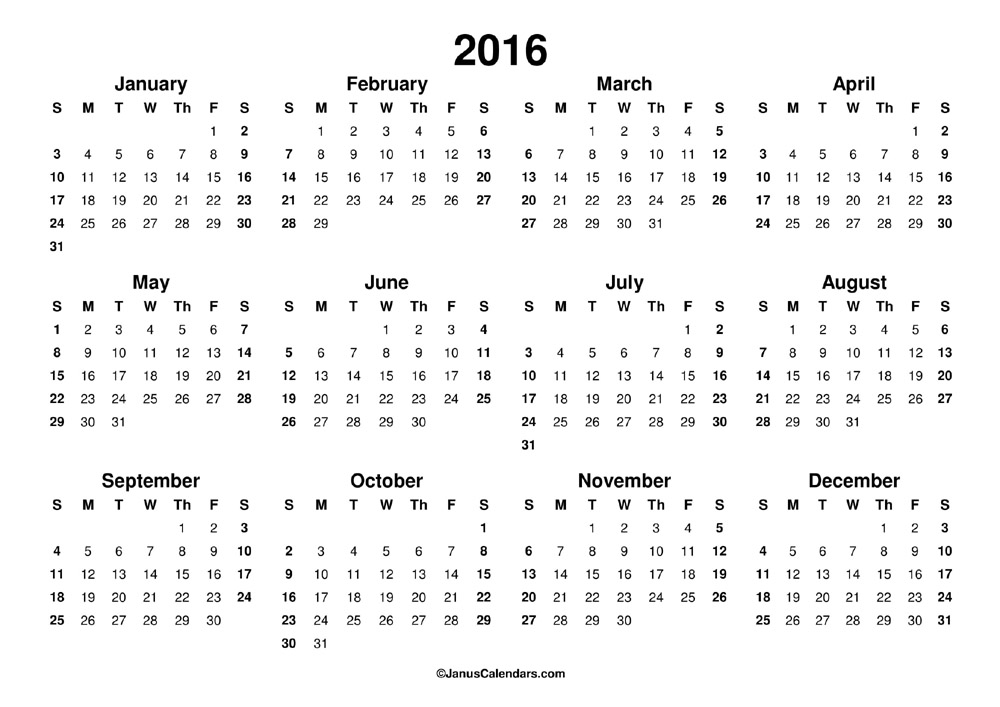 2016
January February March April
S M T W Th F S S M T W Th F S S M T W Th F S S M T W Th F S
1 2 1 2 3 4 5 6 1 2 3 4 5 1 2
3 4 5 6 7 8 9 7 8 9 10 11 12 13 6 7 8 9 10 11 12 3 4 5 6 7 8 9
10 11 12 13 14 15 16 14 15 16 17 18 19 20 13 14 15 16 17 18 19 10 11 12 13 14 15 16
17 18 19 20 21 22 23 21 22 23 24 25 26 27 20 21 22 23 24 25 26 17 18 19 20 21 22 23
24 25 26 27 28 29 30 28 29 27 28 29 30 31 24 25 26 27 28 29 30
31
May June July August
S M T W Th F S S M T W Th F S S M T W Th F S S M T W Th F S
1 2 3 4 5 6 7 1 2 3 4 1 2 1 2 3 4 5 6
8 9 10 11 12 13 14 5 6 7 8 9 10 11 3 4 5 6 7 8 9 7 8 9 10 11 12 13
15 16 17 18 19 20 21 12 13 14 15 16 17 18 10 11 12 13 14 15 16 14 15 16 17 18 19 20
22 23 24 25 26 27 28 19 20 21 22 23 24 25 17 18 19 20 21 22 23 21 22 23 24 25 26 27
29 30 31 26 27 28 29 30 24 25 26 27 28 29 30 28 29 30 31
31
September October November December
S M T W Th F S S M T W Th F S S M T W Th F S S M T W Th F S
1 2 3 1 1 2 3 4 5 1 2 3
4 5 6 7 8 9 10 2 3 4 5 6 7 8 6 7 8 9 10 11 12 4 5 6 7 8 9 10
11 12 13 14 15 16 17 9 10 11 12 13 14 15 13 14 15 16 17 18 19 11 12 13 14 15 16 17
18 19 20 21 22 23 24 16 17 18 19 20 21 22 20 21 22 23 24 25 26 18 19 20 21 22 23 24
25 26 27 28 29 30 23 24 25 26 27 28 29 27 28 29 30 25 26 27 28 29 30 31
30 31
©JanusCalendars.com